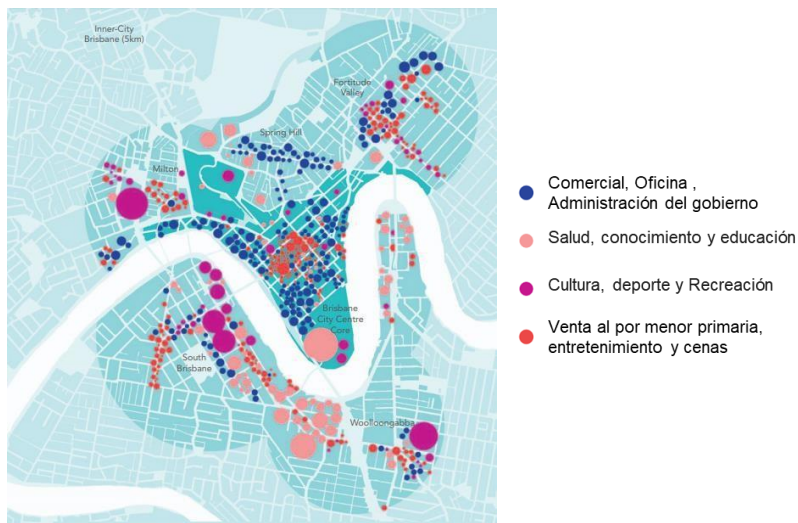 Inner-City
Brisbane (5km)
Fortitude
Valley
Spring Hill
Milton
Brisbane
City Centre
Core
South
Brisbane
Woolloongabba
Comercial, Oficina ,
Administración del gobierno
Salud, conocimiento y educación
Cultura, deporte y Recreación
Venta al por menor primaria,
entretenimiento y cenas